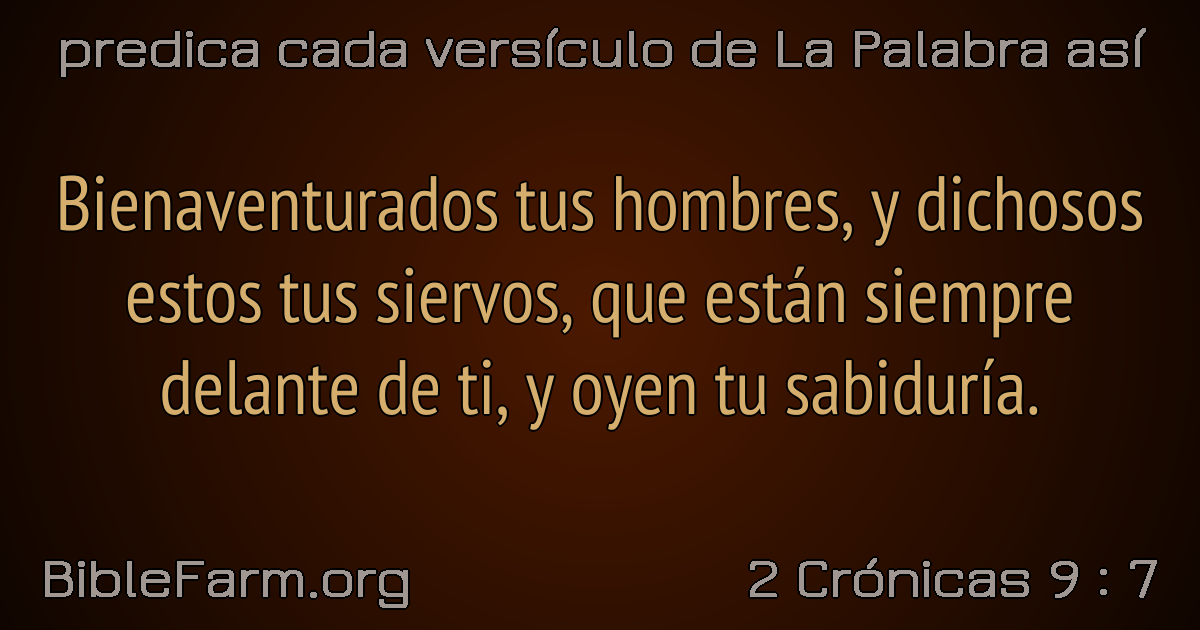 predica cada versículo de La Palabra así
Bienaventurados tus hombres, y dichosos
estos tus siervos, que están siempre
delante de ti, y oyen tu sabiduría.
BibleFarm.org
2 Crónicas 9 : 7